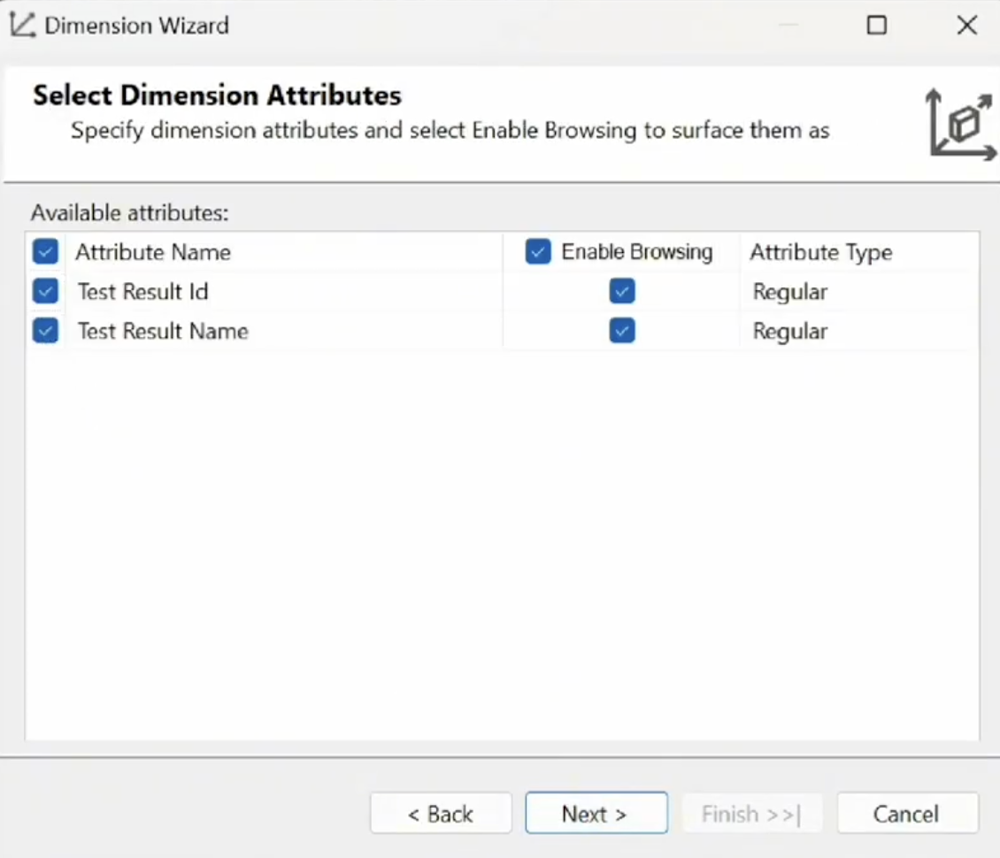 Dimension Wizard
Select Dimension Attributes
Specify dimension attributes and select Enable Browsing to surface them as
Available attributes:
Attribute Name Enable Browsing Attribute Type
Test Result Id Regular
Test Result Name Regular
< Back Next > Finish >>| Cancel